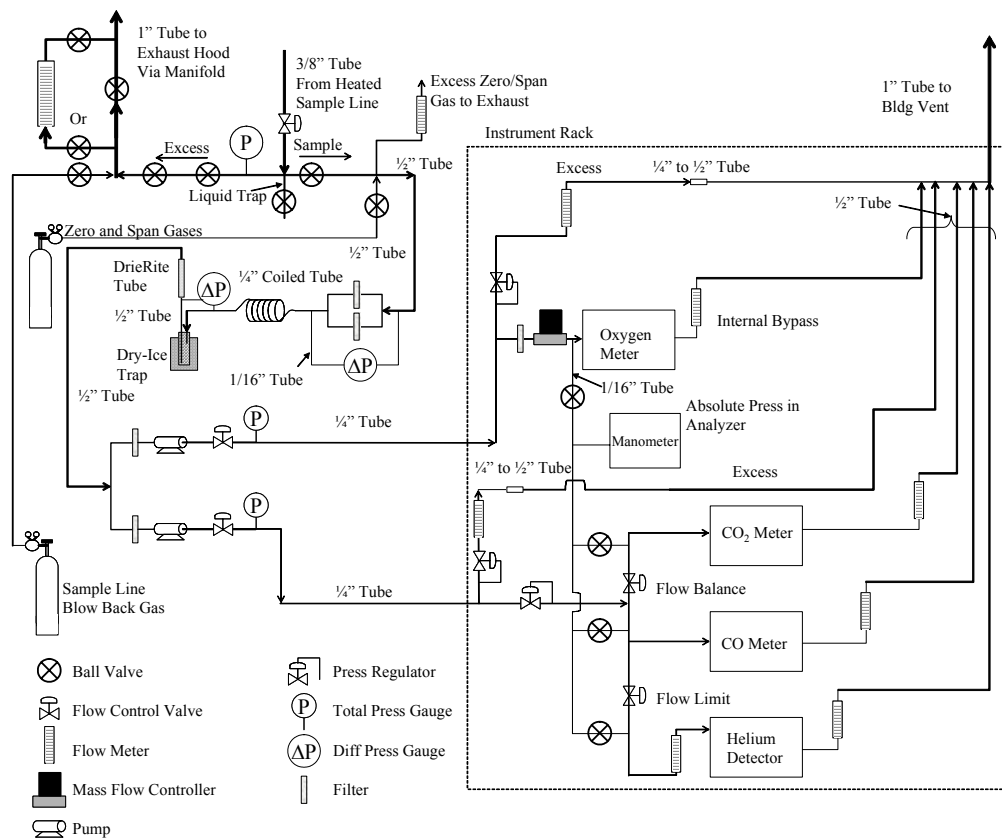 1” Tube to
Exhaust Hood
Via Manifold
3/8” Tube
From Heated
Sample Line
Excess Zero/Span
Gas to Exhaust
1” Tube to
Bldg Vent
Or
Excess
P
Sample
Instrument Rack
½” Tube
Excess
¼” to ½” Tube
Liquid Trap
½” Tube
Zero and Span Gases
½” Tube
DrieRite
Tube
¼” Coiled Tube
ΔP
½” Tube
Internal Bypass
Oxygen
Meter
Dry-Ice
Trap
ΔP
1/16” Tube
1/16” Tube
½” Tube
P
¼” Tube
Absolute Press in
Analyzer
Manometer
¼” to ½” Tube
Excess
P
CO₂ Meter
Sample Line
Blow Back Gas
¼” Tube
Flow Balance
CO Meter
Flow Limit
Helium
Detector
Ball Valve
Flow Control Valve
Flow Meter
Mass Flow Controller
Pump
Press Regulator
P
Total Press Gauge
ΔP
Diff Press Gauge
Filter